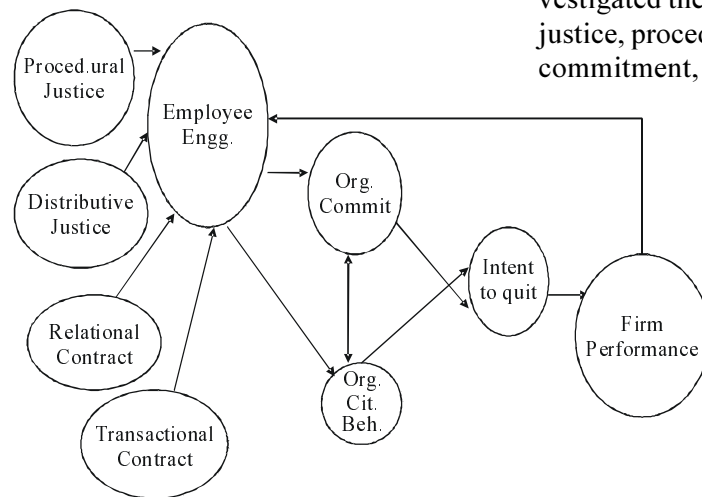 vestigated the
justice, proced
commitment,
Proced.ural
Justice
Employee
Engg.
Distributive
Justice
Org.
Commit
Relational
Contract
Intent
to quit
Firm
Performance
Org.
Cit.
Beh.
Transactional
Contract